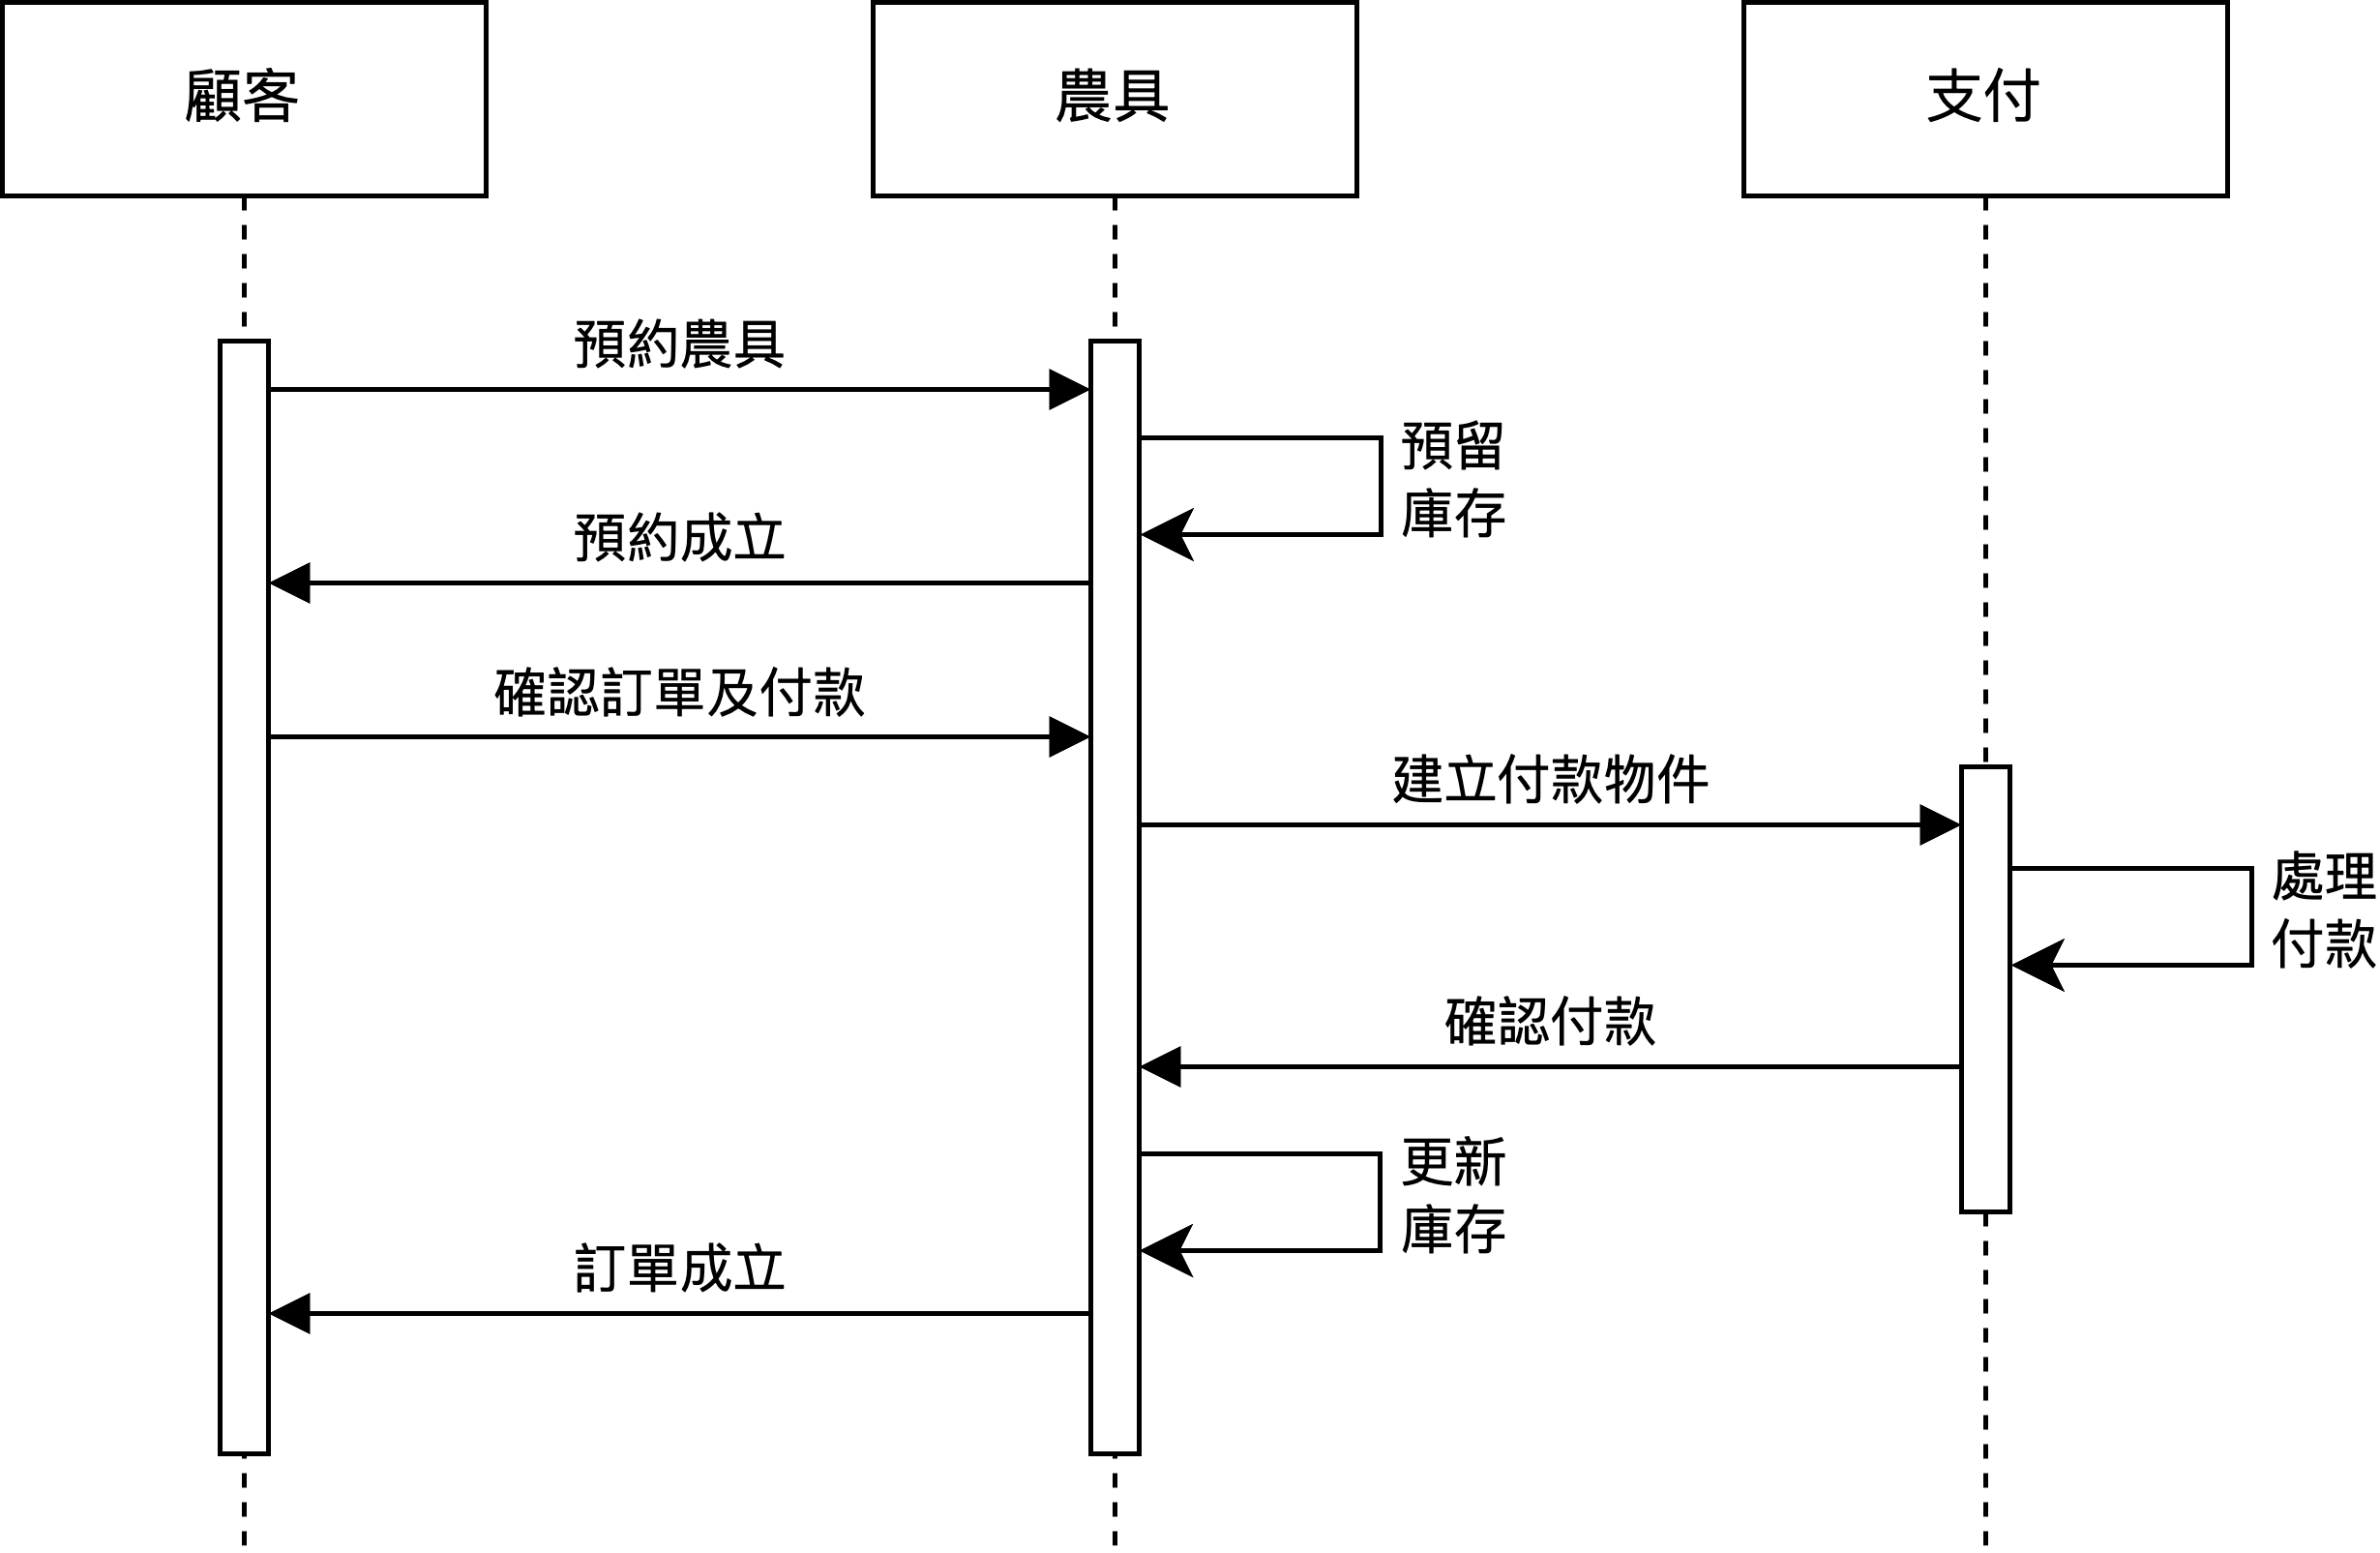 顧客
農具
支付
預約農具
預留
庫存
預約成立
確認訂單及付款
建立付款物件
處理
付款
確認付款
更新
庫存
訂單成立